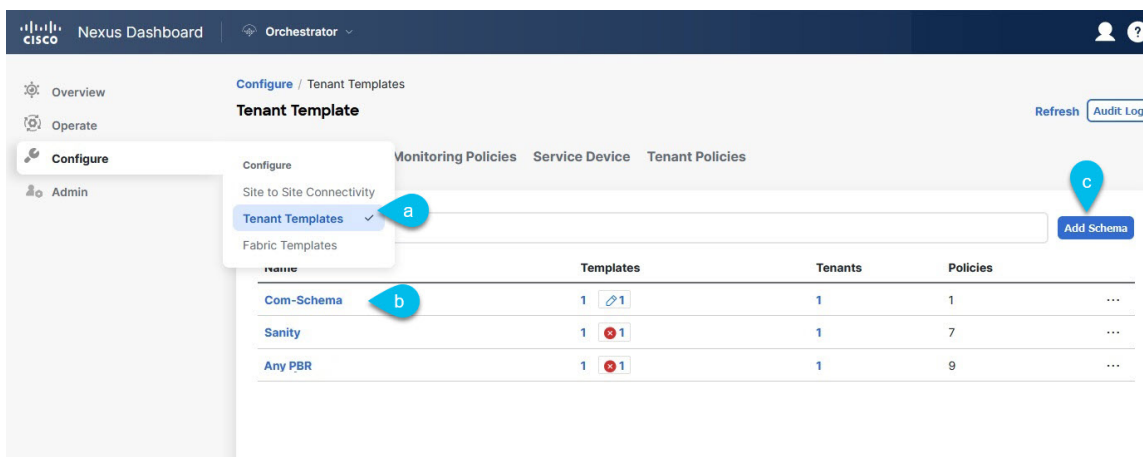 CISCO Nexus Dashboard Orchestrator ?
Overview
Operate
Configure
Admin
Configure / Tenant Templates
Tenant Template
Refresh Audit Log
Configure
Site to Site Connectivity
Tenant Templates
Fabric Templates
Monitoring Policies Service Device Tenant Policies
a
c
Add Schema
Name Templates Tenants Policies
Com-Schema b 1 1 1 1 ...
Sanity 1 1 1 7 ...
Any PBR 1 1 1 9 ...